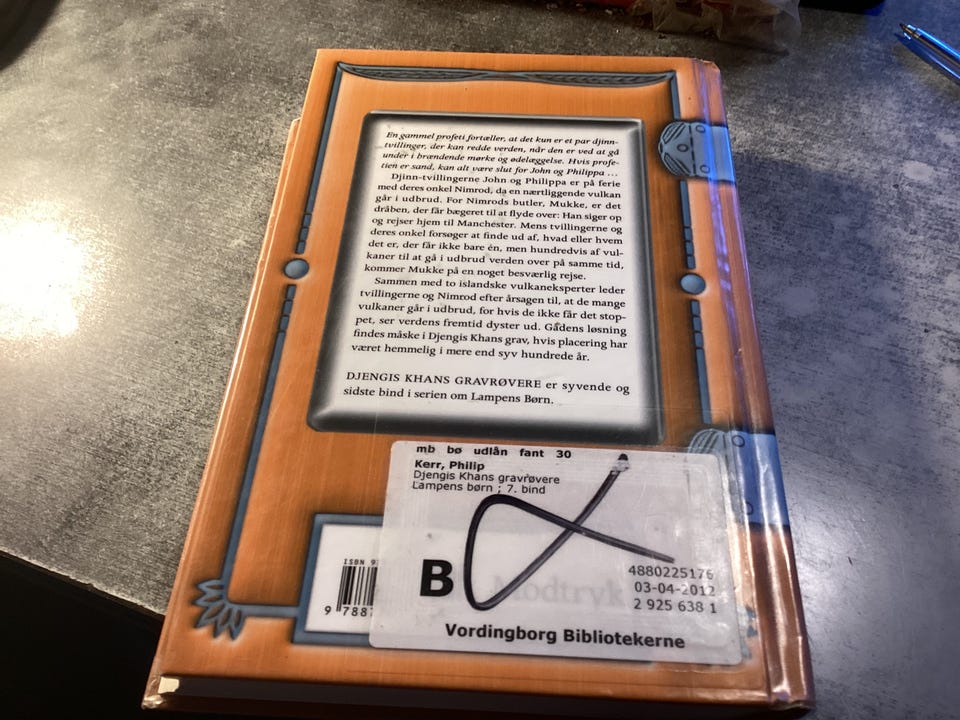 En gammel profeti fortæller, at det kun er et par djinn-
tvillinger, der kan redde verden, når den er ved at gå
under i brændende mørke og ødelæggelse. Hvis profe-
tien er sand, kan alt være slut for John og Philippa ...
Djinn-tvillingerne John og Philippa er på ferie
med deres onkel Nimrod, da en nærtliggende vulkan
går i udbrud. For Nimrods butler, Mukke, er det
dråben, der får bægeret til at flyde over: Han siger op
og rejser hjem til Manchester. Mens tvillingerne og
deres onkel forsøger at finde ud af, hvad eller hvem
det er, der får ikke bare én, men hundredvis af vul-
kaner til at gå i udbrud verden over på samme tid,
kommer Mukke på en noget besværlig rejse.
Sammen med to islandske vulkaneksperter leder
tvillingerne og Nimrod efter årsagen til, at de mange
vulkaner går i udbrud, for hvis de ikke får det stop-
pet, ser verdens fremtid dyster ud. Gådens løsning
findes måske i Djengis Khans grav, hvis placering har
været hemmelig i mere end syv hundrede år.
DJENGIS KHANS GRAVRØVERE er syvende og
sidste bind i serien om Lampens Børn.
mb bø udlån fant 30
Kerr, Philip
Djengis Khans gravrøvere
Lampens børn ; 7. bind
ISBN 97
9 7887
B
Modtryk
4880225176
03-04-2012
2 925 638 1
Vordingborg Bibliotekerne